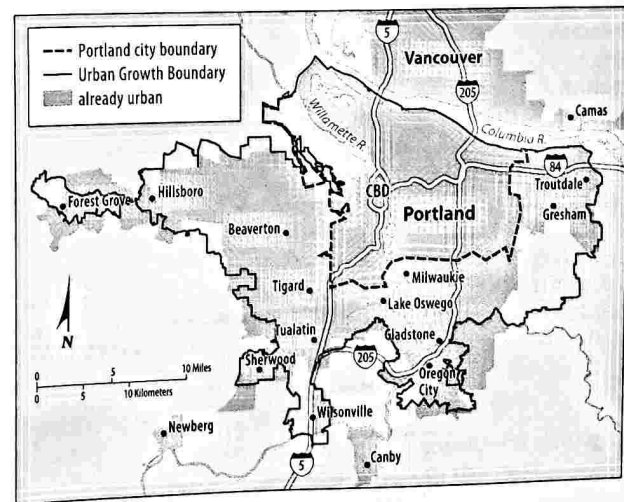 Portland city boundary
Urban Growth Boundary
already urban
5
Vancouver
205
Camas
Willamette R.
Columbia R.
84
Troutdale
CBD
Hillsboro
Forest Grove
Portland
Gresham
Beaverton
Milwaukie
Tigard
Lake Oswego
N
Tualatin
Gladstone
205
Sherwood
Oregon
City
0 5 10 Miles
0 5 10 Kilometers
Wilsonville
Newberg
5
Canby